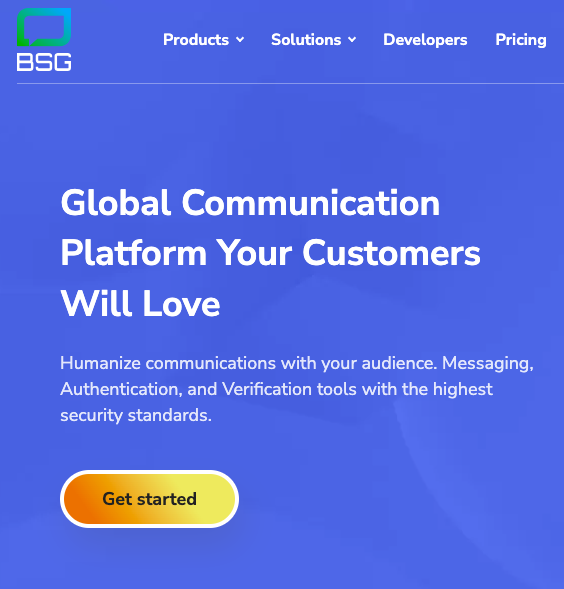 BSG
Products
Solutions
Developers
Pricing
Global Communication
Platform Your Customers
Will Love
Humanize communications with your audience. Messaging,
Authentication, and Verification tools with the highest
security standards.
Get started